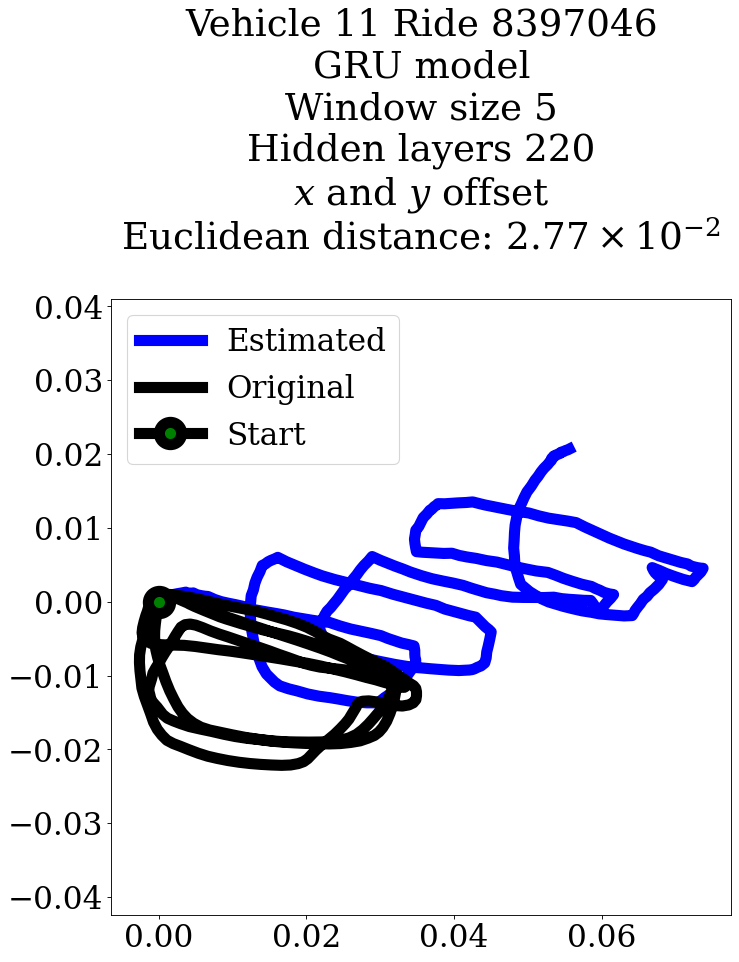 Vehicle 11 Ride 8397046
GRU model
Window size 5
Hidden layers 220
x and y offset
Euclidean distance: 2.77 × 10⁻²
Estimated
Original
Start
0.04
0.03
0.02
0.01
0.00
−0.01
−0.02
−0.03
−0.04
0.00 0.02 0.04 0.06